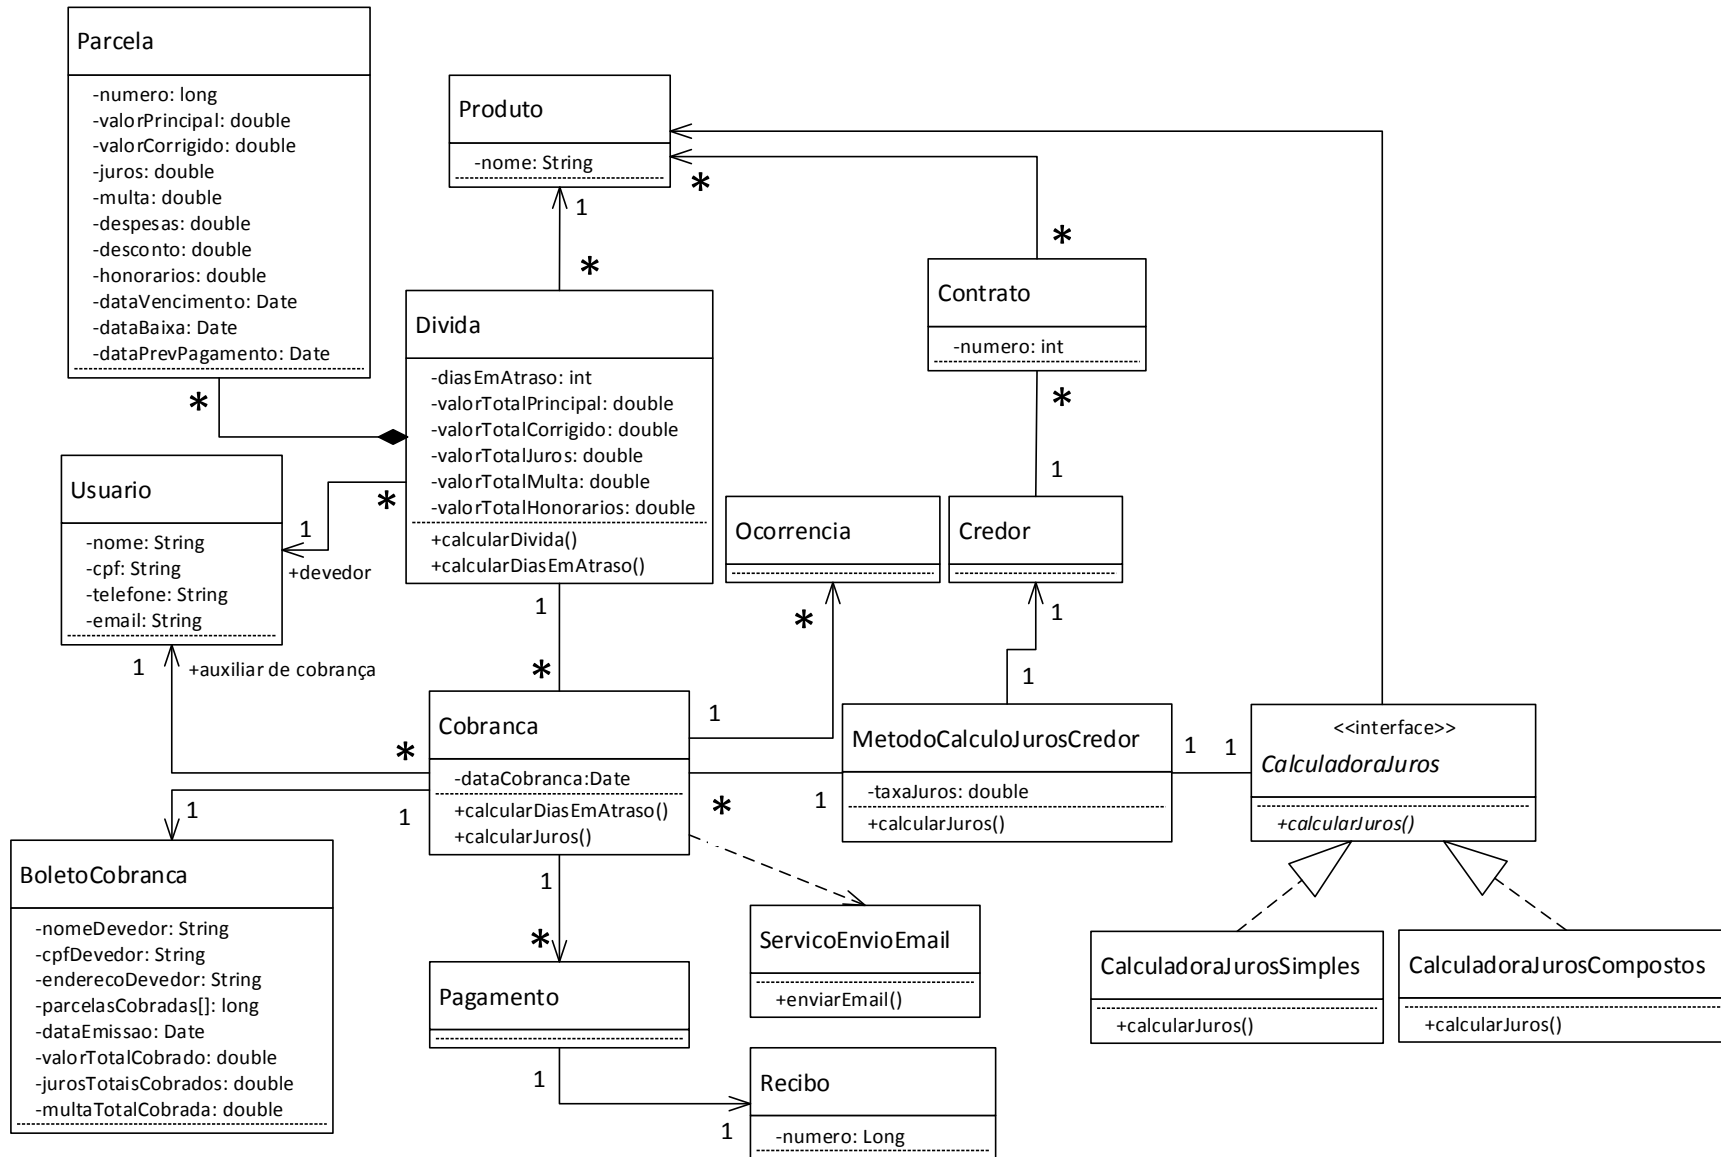 Parcela
-numero: long
-valorPrincipal: double
-valorCorrigido: double
-juros: double
-multa: double
-despesas: double
-desconto: double
-honorarios: double
-dataVencimento: Date
-dataBaixa: Date
-dataPrevPagamento: Date
*
Produto
-nome: String
*
1
*
*
Contrato
-numero: int
*
1
Divida
-diasEmAtraso: int
-valorTotalPrincipal: double
-valorTotalCorrigido: double
-valorTotalJuros: double
-valorTotalMulta: double
-valorTotalHonorarios: double
+calcularDivida()
+calcularDiasEmAtraso()
*
1
+devedor
Usuario
-nome: String
-cpf: String
-telefone: String
-email: String
1
+auxiliar de cobrança
*
Ocorrencia
*
1
Credor
1
1
1
*
Cobranca
-dataCobranca:Date
+calcularDiasEmAtraso()
+calcularJuros()
*
1
MetodoCalculoJurosCredor
-taxaJuros: double
+calcularJuros()
1
1
<<interface>>
CalculadoraJuros
+calcularJuros()
1
1
BoletoCobranca
-nomeDevedor: String
-cpfDevedor: String
-enderecoDevedor: String
-parcelasCobradas[]: long
-dataEmissao: Date
-valorTotalCobrado: double
-jurosTotaisCobrados: double
-multaTotalCobrada: double
1
*
Pagamento
ServicoEnvioEmail
+enviarEmail()
CalculadoraJurosSimples
+calcularJuros()
CalculadoraJurosCompostos
+calcularJuros()
1
1
Recibo
-numero: Long